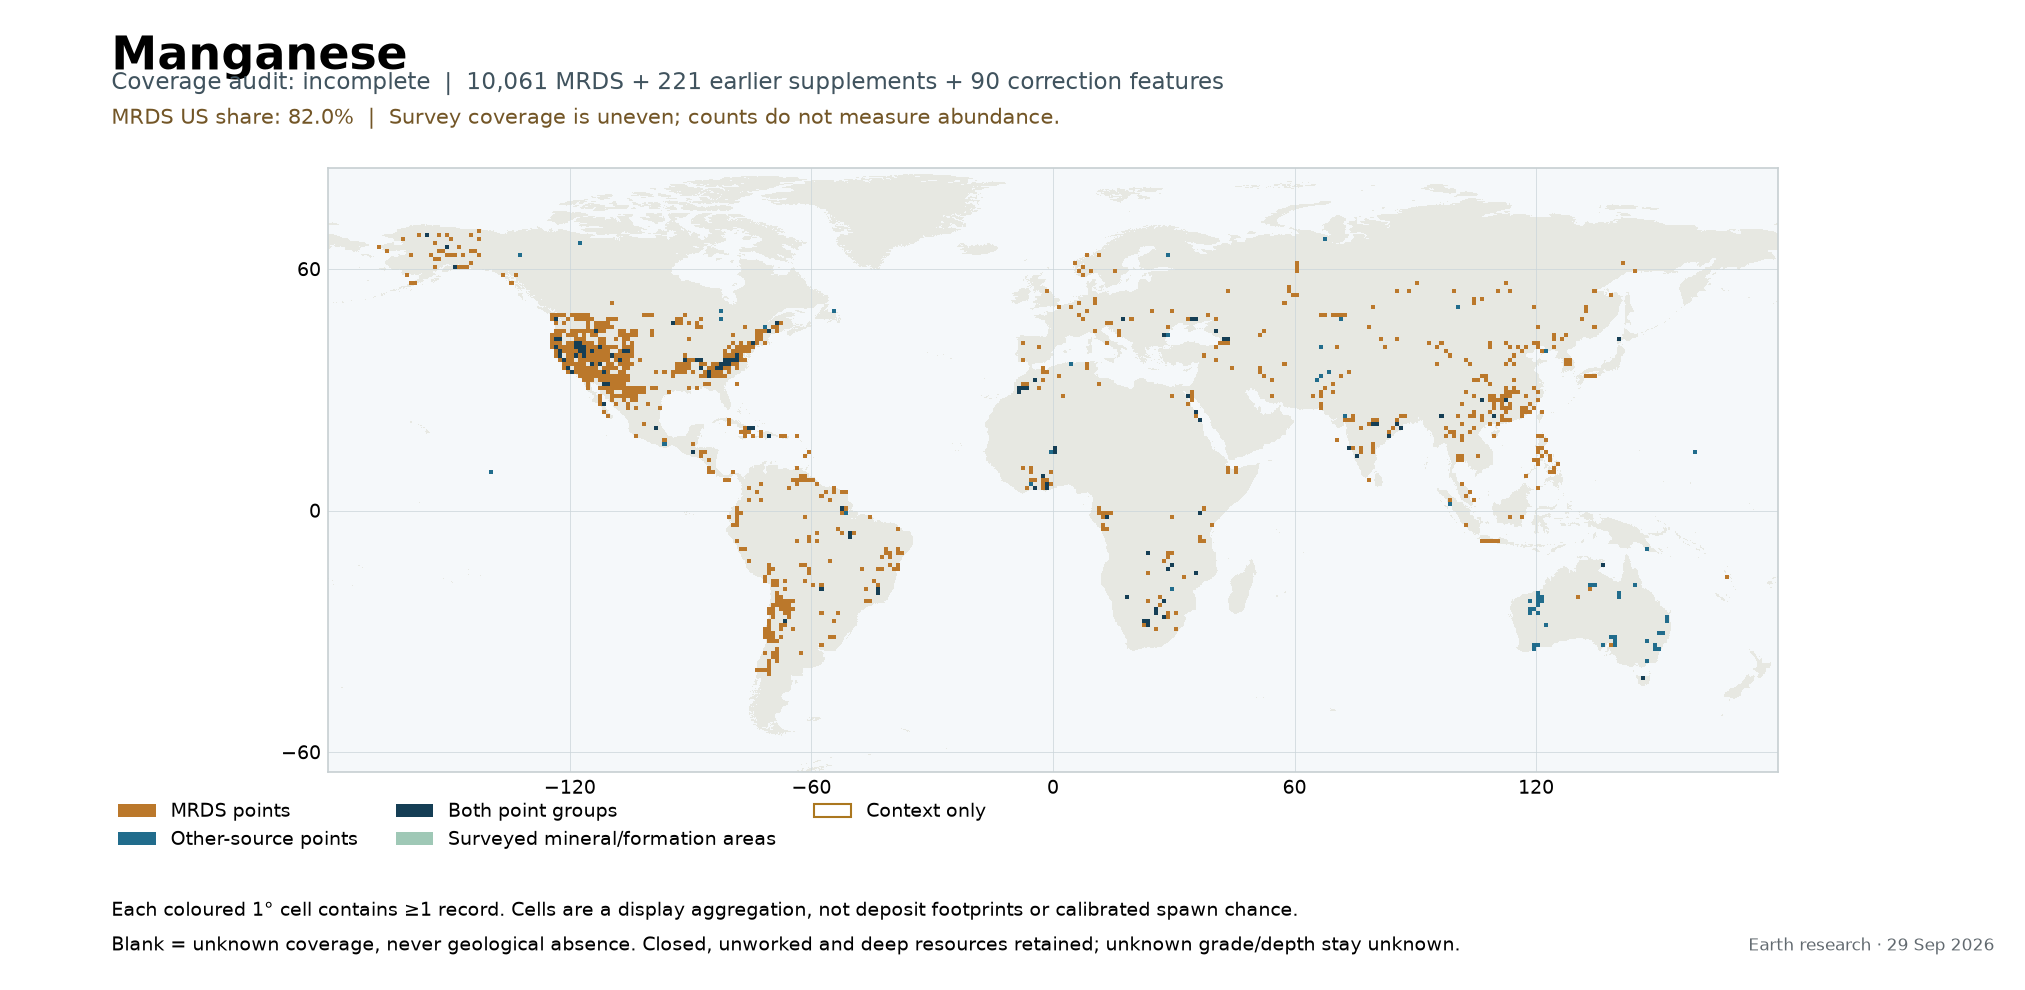 Manganese
Coverage audit: incomplete | 10,061 MRDS + 221 earlier supplements + 90 correction features
MRDS US share: 82.0% | Survey coverage is uneven; counts do not measure abundance.
60
0
−60
−120 −60 0 60 120
MRDS points Both point groups Context only
Other-source points Surveyed mineral/formation areas
Each coloured 1° cell contains ≥1 record. Cells are a display aggregation, not deposit footprints or calibrated spawn chance.
Blank = unknown coverage, never geological absence. Closed, unworked and deep resources retained; unknown grade/depth stay unknown.
Earth research · 29 Sep 2026